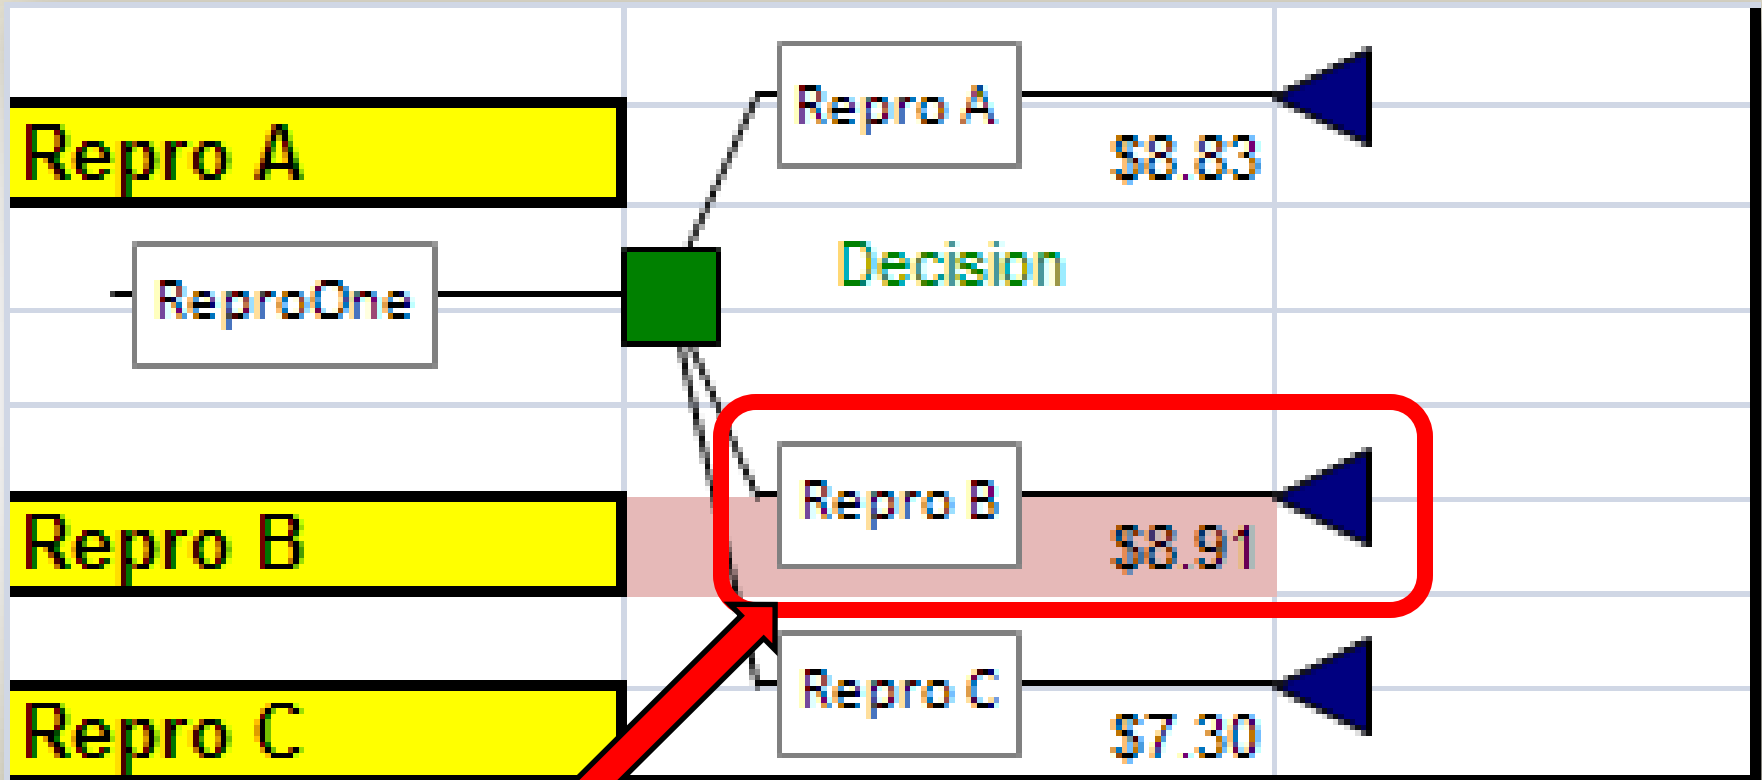 Repro A
$8.83
Repro A
Decision
ReproOne
Repro B
$8.91
Repro B
Repro C
$7.30
Repro C